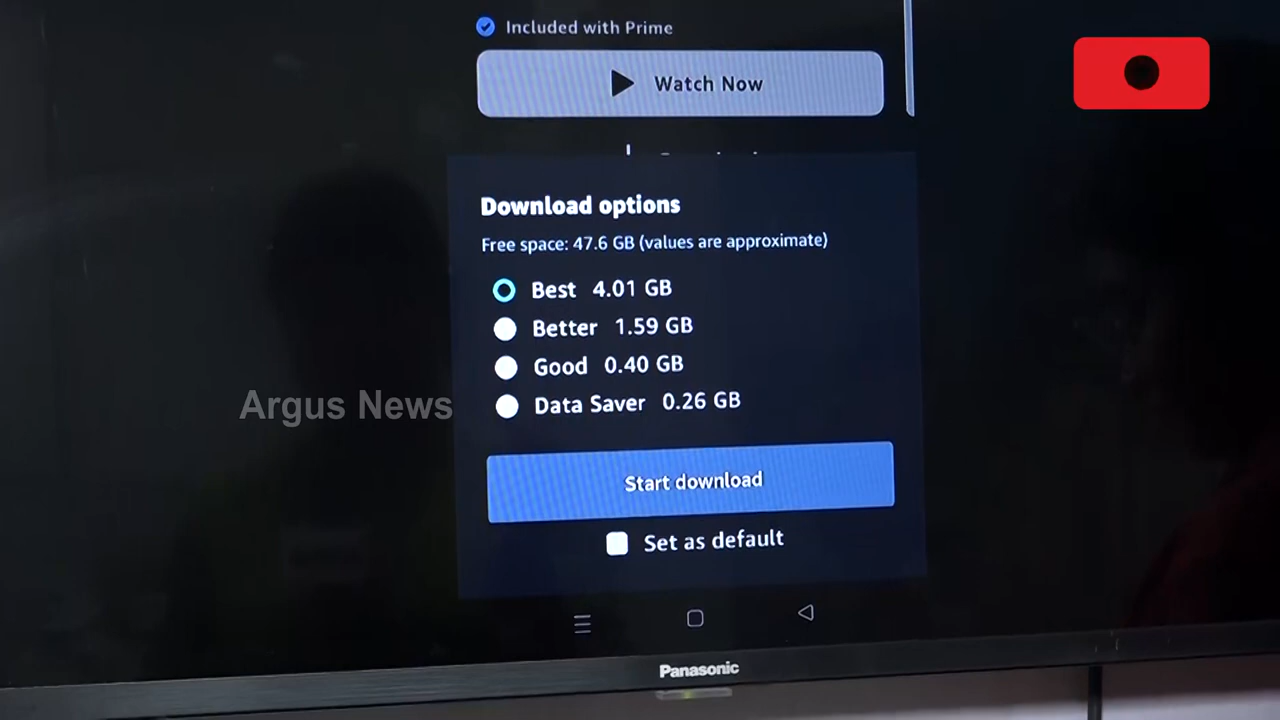 Included with Prime
Watch Now
Download options
Free space: 47.6 GB (values are approximate)
Best 4.01 GB
Better 1.59 GB
Good 0.40 GB
Data Saver 0.26 GB
Argus News
Start download
Set as default
Panasonic